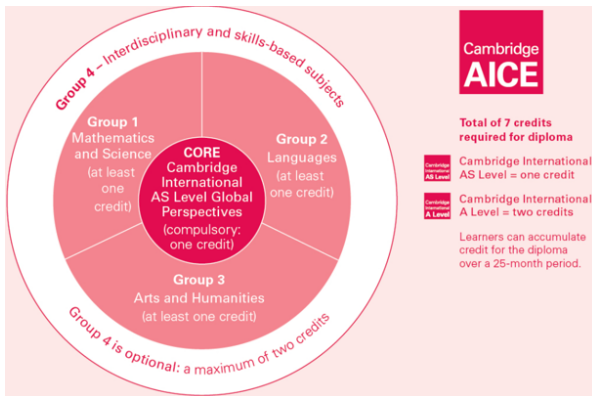 Group 4 – Interdisciplinary and skills-based subjects
Group 1
Mathematics
and Science
(at least
one
credit)
CORE
Cambridge
International
AS Level Global
Perspectives
(compulsory:
one credit)
Group 2
Languages
(at least
one
credit)
Group 3
Arts and Humanities
(at least one credit)
Group 4 is optional: a maximum of two credits
Cambridge
AICE
Total of 7 credits
required for diploma
Cambridge
International
AS Level
Cambridge International
AS Level = one credit
Cambridge
International
A Level
Cambridge International
A Level = two credits
Learners can accumulate
credit for the diploma
over a 25-month period.